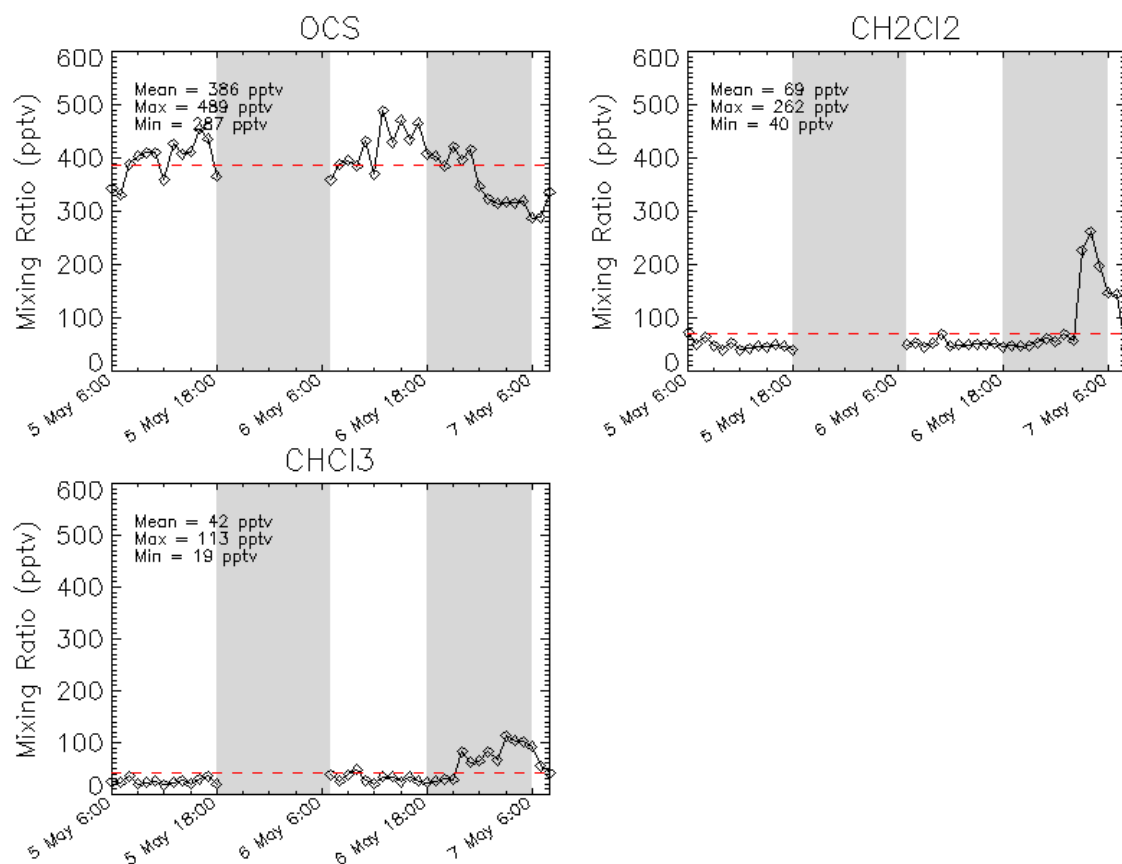 OCS
Mean = 386 pptv
Max = 489 pptv
Min = 287 pptv
Mixing Ratio (pptv)
600
500
400
300
200
100
0
5 May 6:00
5 May 18:00
6 May 6:00
6 May 18:00
7 May 6:00
CH2Cl2
Mean = 69 pptv
Max = 262 pptv
Min = 40 pptv
Mixing Ratio (pptv)
600
500
400
300
200
100
0
5 May 6:00
5 May 18:00
6 May 6:00
6 May 18:00
7 May 6:00
CHCl3
Mean = 42 pptv
Max = 113 pptv
Min = 19 pptv
Mixing Ratio (pptv)
600
500
400
300
200
100
0
5 May 6:00
5 May 18:00
6 May 6:00
6 May 18:00
7 May 6:00